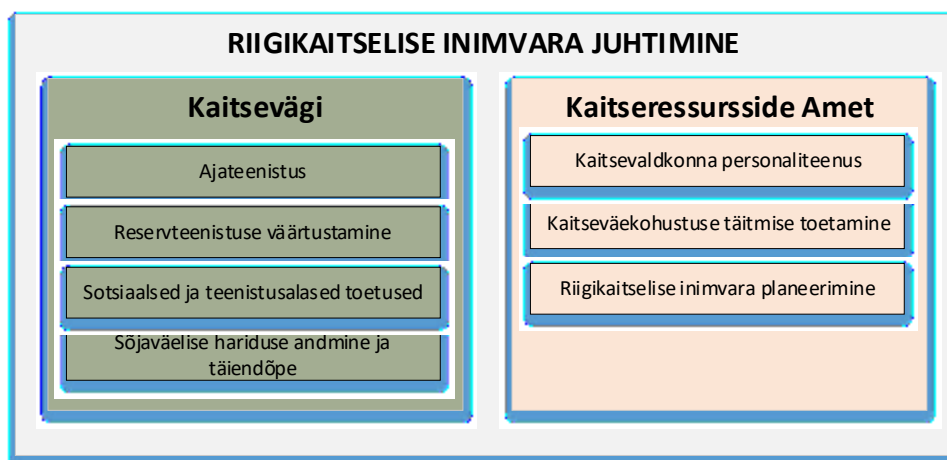 RIIGIKAITSELISE INIMVARA JUHTIMINE
Kaitsevägi
Ajateenistus
Reservteenistuse väärtustamine
Sotsiaalsed ja teenistusalased toetused
Sõjaväelise hariduse andmine ja
täiendõpe
Kaitseressursside Amet
Kaitsevaldkonna personaliteenus
Kaitseväekohustuse täitmise toetamine
Riigikaitselise inimvara planeerimine